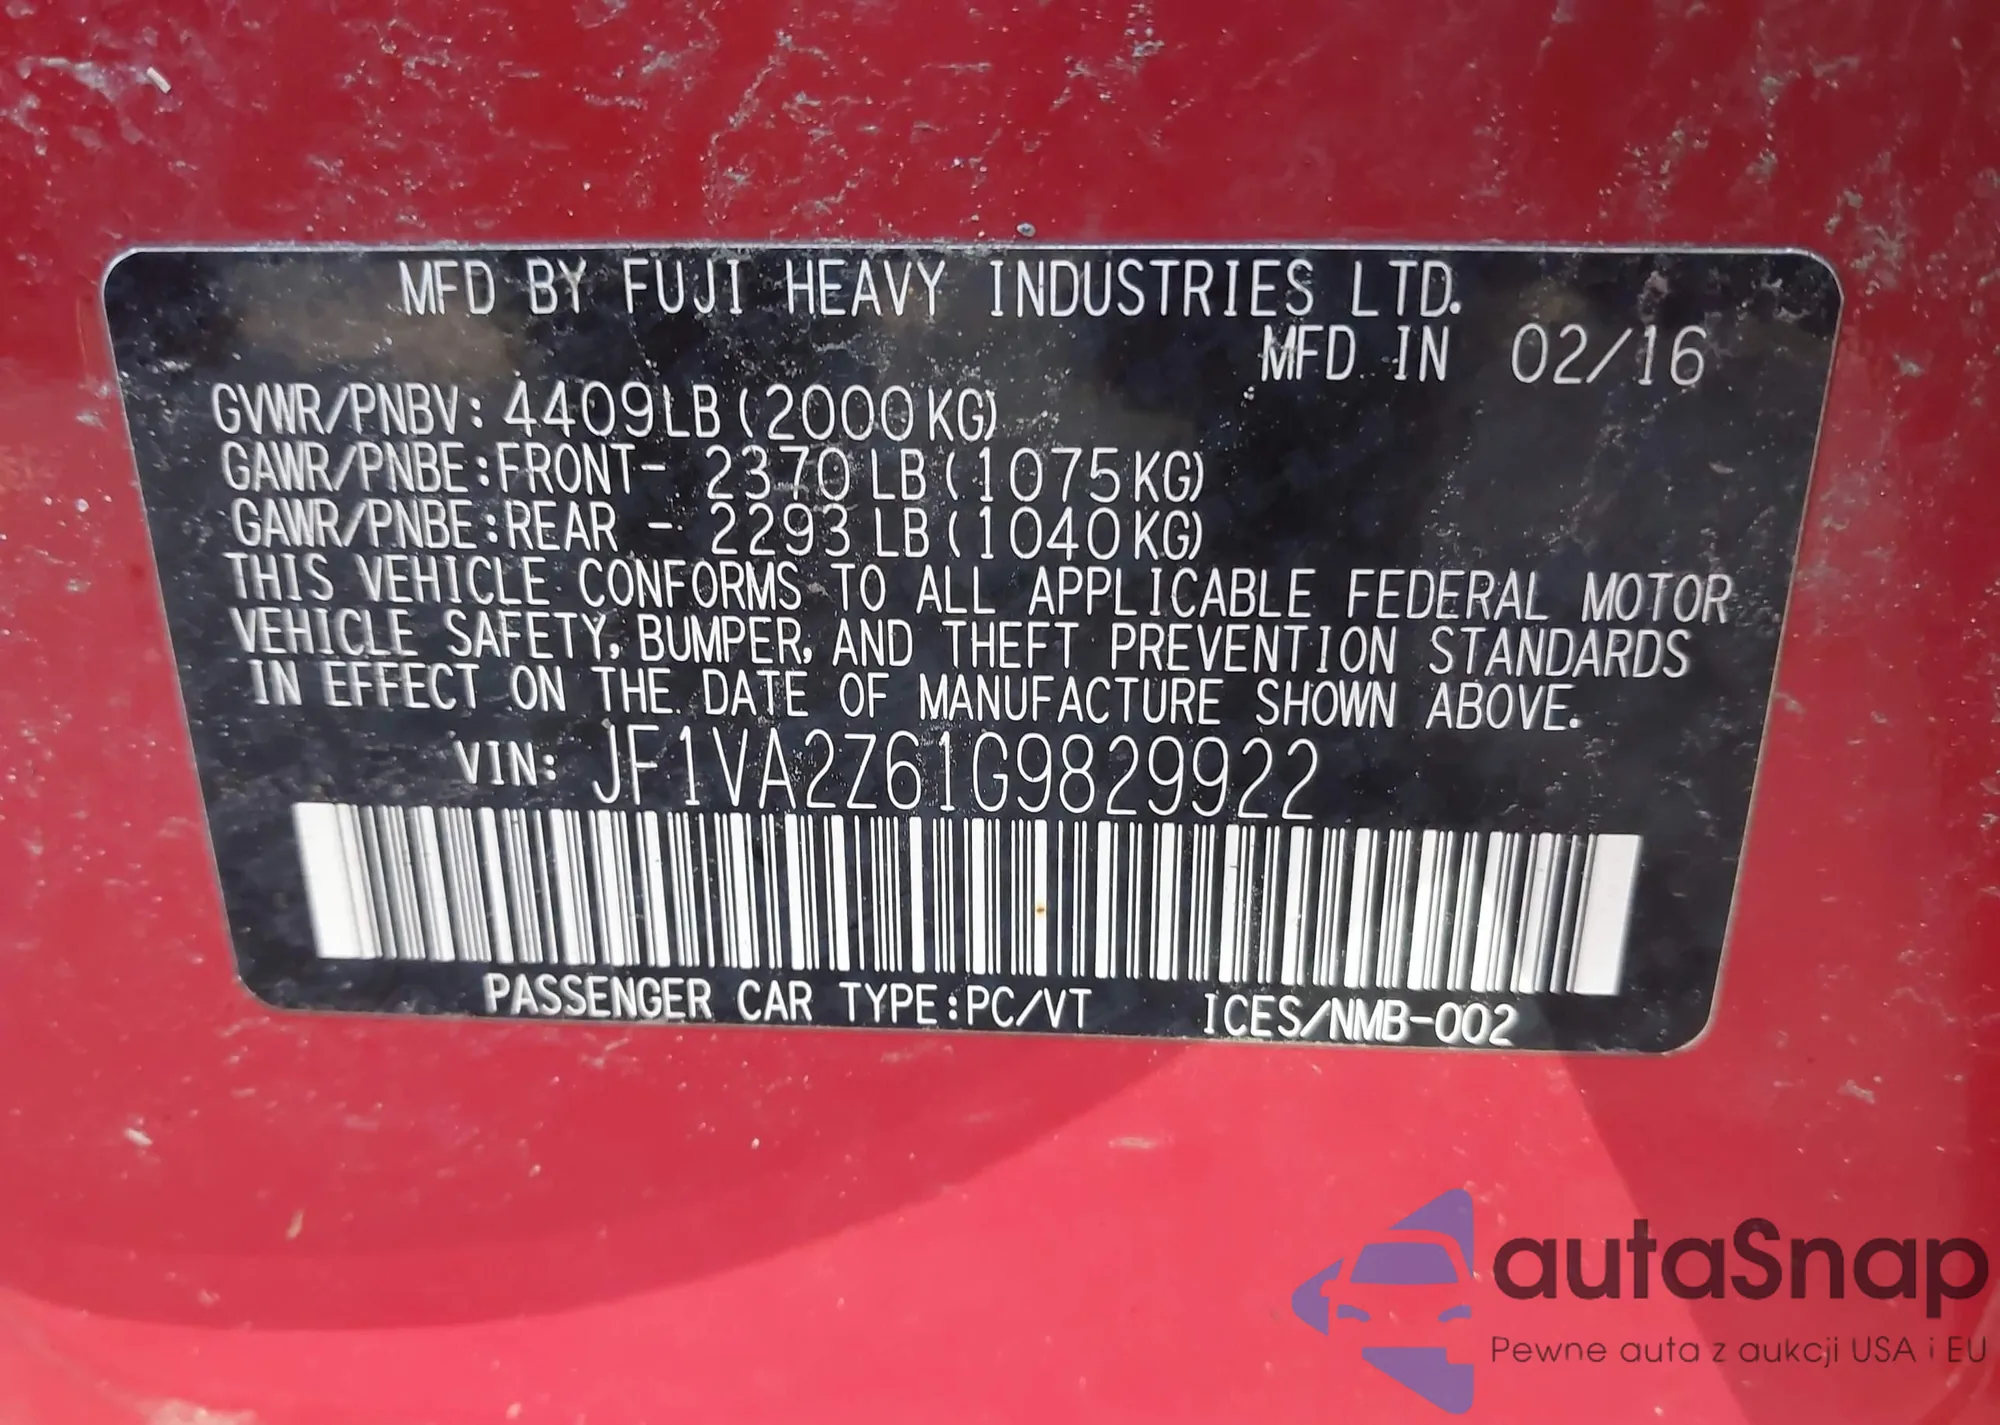 MFD BY FUJI HEAVY INDUSTRIES LTD.
MFD IN 02/16
GVWR/PNBV: 4409LB (2000KG)
GAWR/PNBE:FRONT- 2370 LB (1075KG)
GAWR/PNBE:REAR - 2293 LB (1040KG)
THIS VEHICLE CONFORMS TO ALL APPLICABLE FEDERAL MOTOR
VEHICLE SAFETY, BUMPER, AND THEFT PREVENTION STANDARDS
IN EFFECT ON THE DATE OF MANUFACTURE SHOWN ABOVE.
VIN: JF1VA2Z61G9829922
PASSENGER CAR TYPE:PC/VT ICES/NMB-002
autaSnap
Pewne auta z aukcji USA i EU